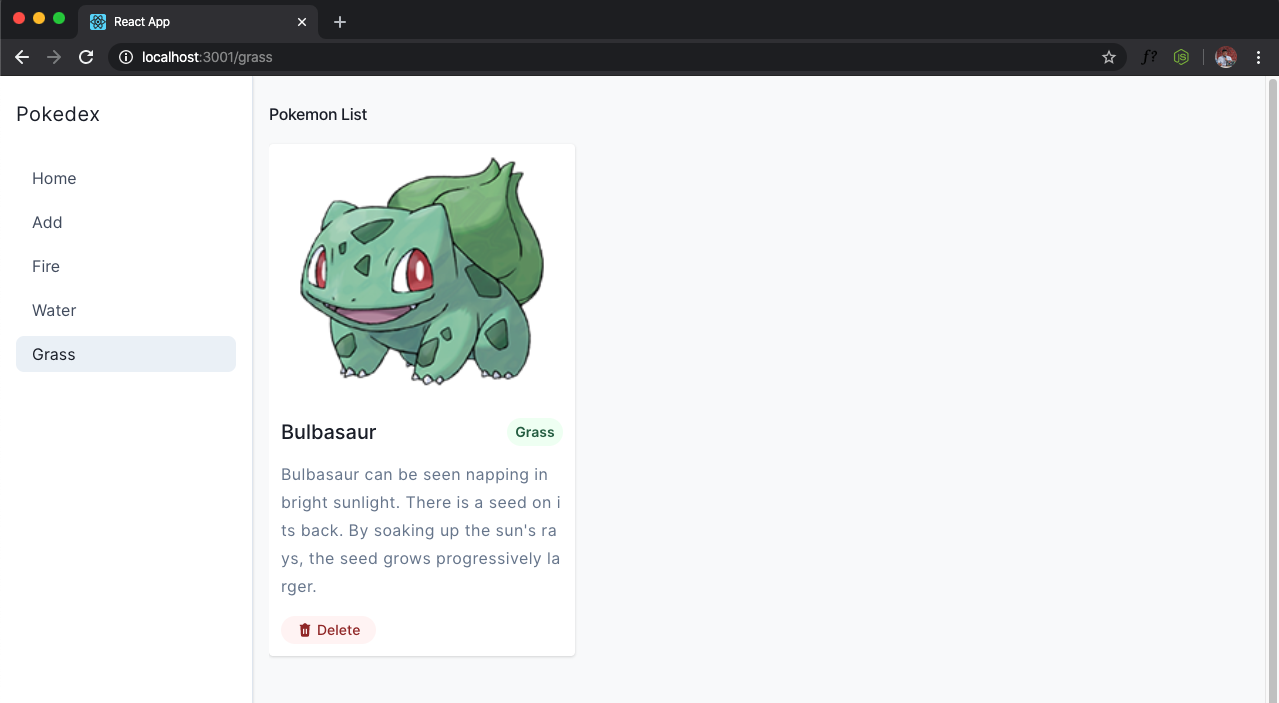 React App
localhost:3001/grass
f?
JS
Pokedex
Home
Add
Fire
Water
Grass
Pokemon List
Bulbasaur
Grass
Bulbasaur can be seen napping in
bright sunlight. There is a seed on i
ts back. By soaking up the sun's ra
ys, the seed grows progressively la
rger.
Delete